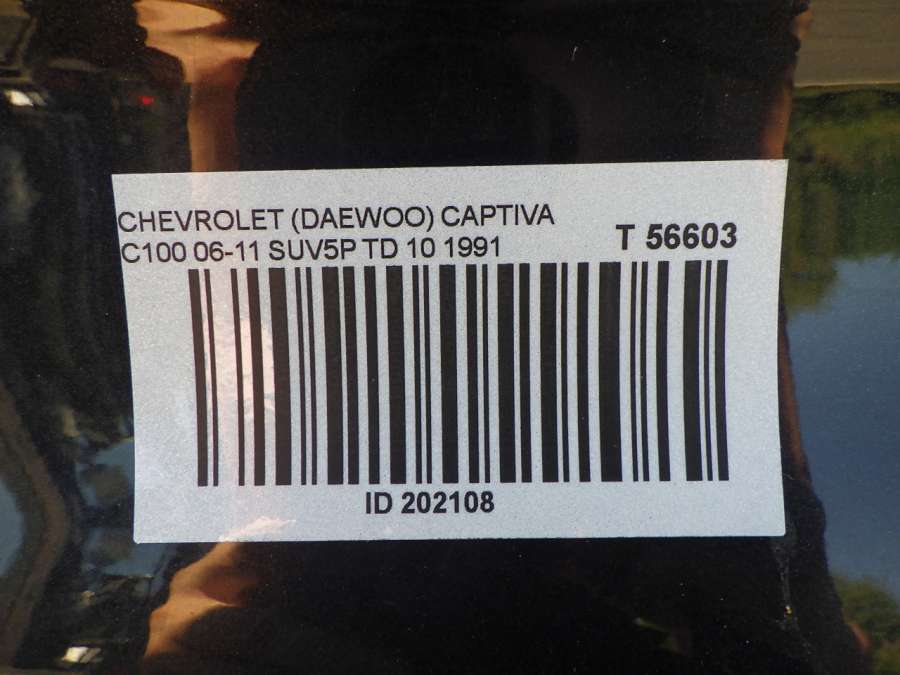 CHEVROLET (DAEWOO) CAPTIVA
C100 06-11 SUV5P TD 10 1991
T 56603
ID 202108